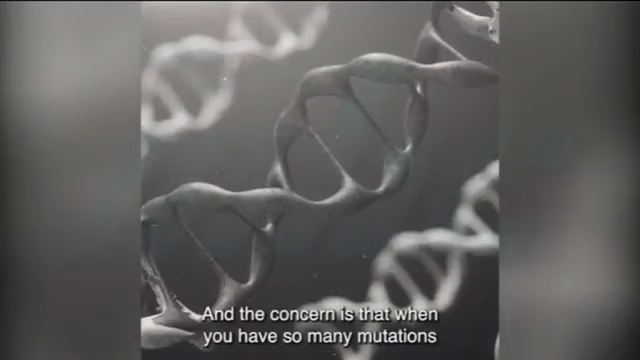 And the concern is that when
you have so many mutations